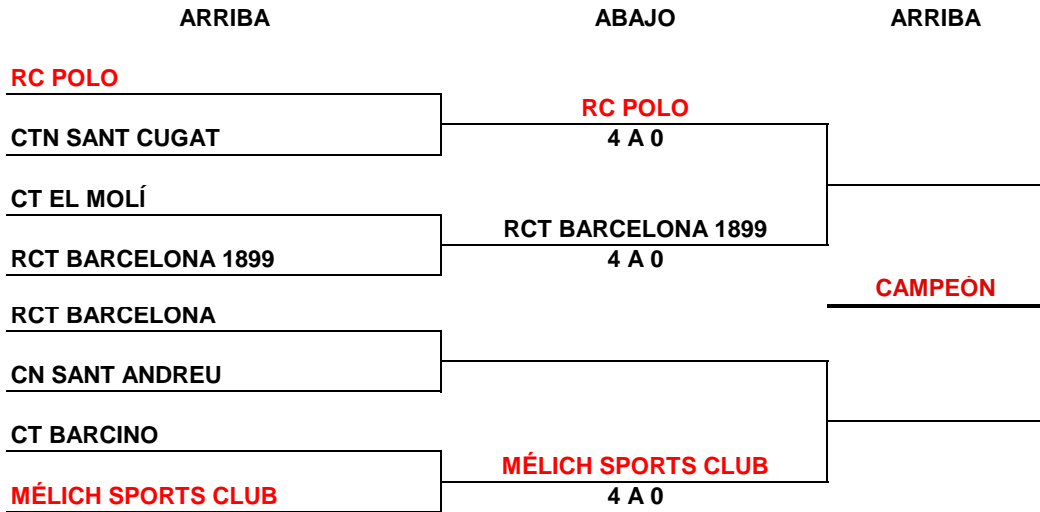 ARRIBA ABAJO ARRIBA
RC POLO
RC POLO
CTN SANT CUGAT
4 A 0
CT EL MOLÍ
RCT BARCELONA 1899
RCT BARCELONA 1899
4 A 0
CAMPEÓN
RCT BARCELONA
CN SANT ANDREU
CT BARCINO
MÉLICH SPORTS CLUB
MÉLICH SPORTS CLUB
4 A 0